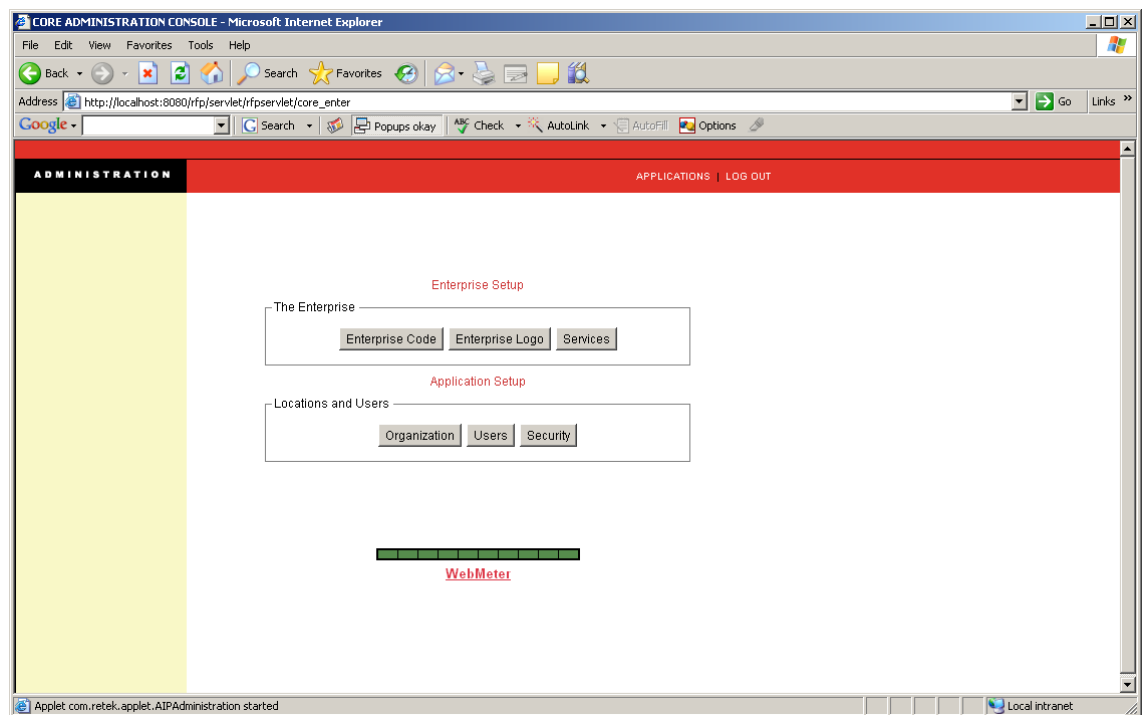 CORE ADMINISTRATION CONSOLE - Microsoft Internet Explorer
File Edit View Favorites Tools Help
Back Search Favorites
Address http://localhost:8080/rfp/servlet/rfpservlet/core_enter Go Links »
Google Search Popups okay ABC Check AutoLink AutoFill Options
ADMINISTRATION APPLICATIONS | LOG OUT
Enterprise Setup
The Enterprise
Enterprise Code Enterprise Logo Services
Application Setup
Locations and Users
Organization Users Security
WebMeter
Applet com.retek.applet.AIPAdministration started Local intranet